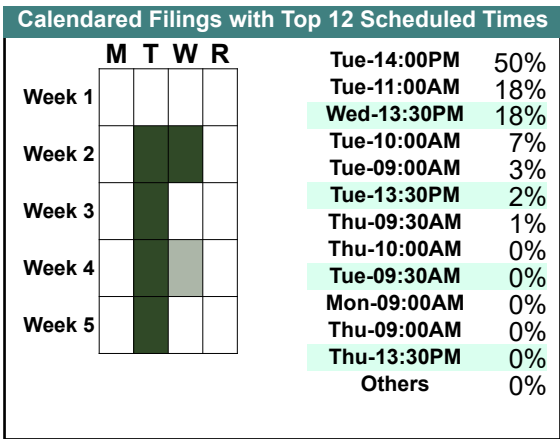 Calendared Filings with Top 12 Scheduled Times
M T W R
Week 1
Week 2
Week 3
Week 4
Week 5
Tue-14:00PM 50%
Tue-11:00AM 18%
Wed-13:30PM 18%
Tue-10:00AM 7%
Tue-09:00AM 3%
Tue-13:30PM 2%
Thu-09:30AM 1%
Thu-10:00AM 0%
Tue-09:30AM 0%
Mon-09:00AM 0%
Thu-09:00AM 0%
Thu-13:30PM 0%
Others 0%